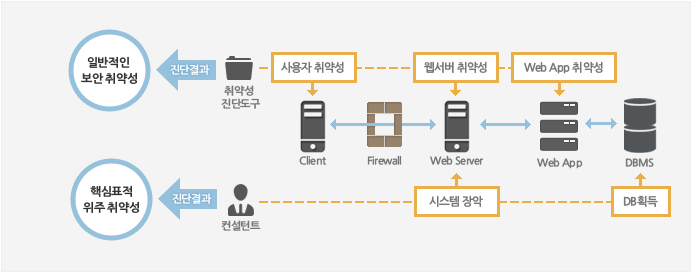 일반적인
보안 취약성
진단결과
취약성
진단도구
사용자 취약성
웹서버 취약성
Web App 취약성
Client
Firewall
Web Server
Web App
DBMS
핵심표적
위주 취약성
진단결과
컨설턴트
시스템 장악
DB획득